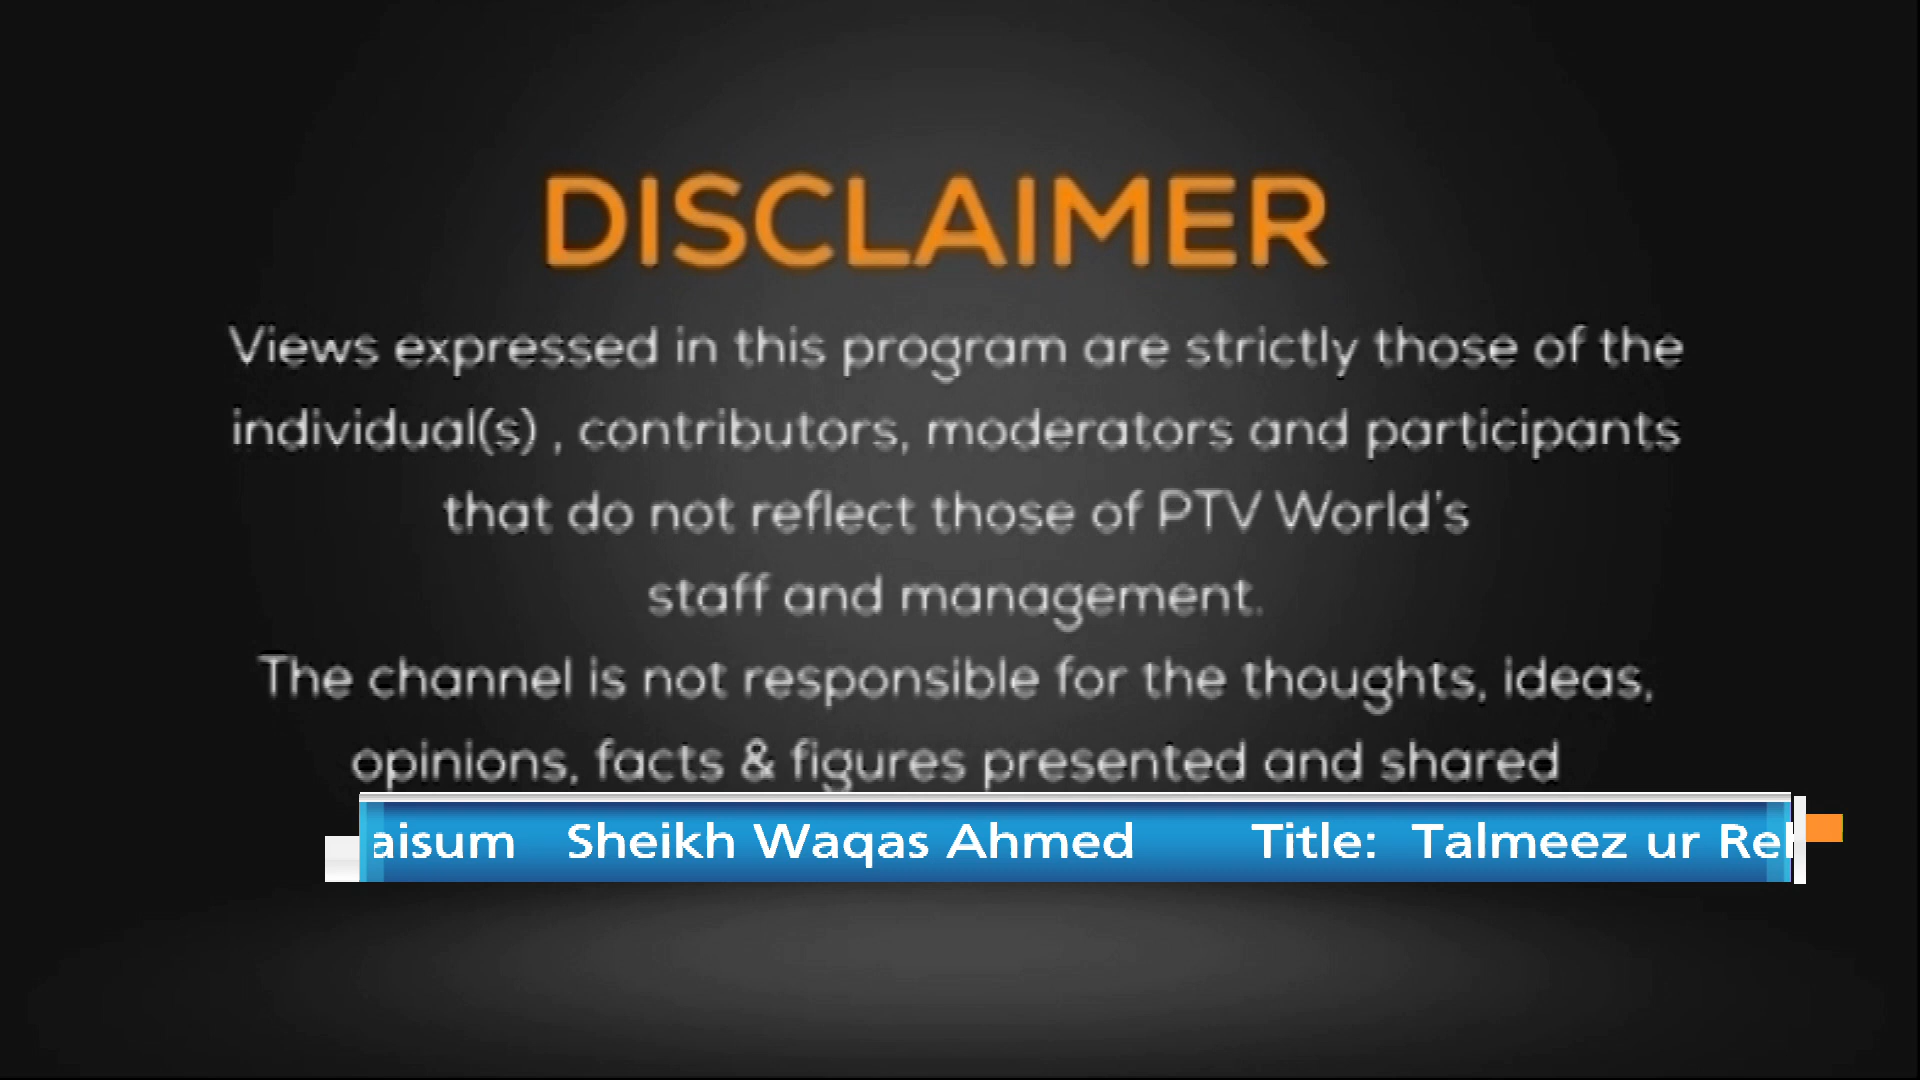 DISCLAIMER
Views expressed in this program are strictly those of the
individual(s) , contributors, moderators and participants
that do not reflect those of PTV World's
staff and management.
The channel is not responsible for the thoughts, ideas,
opinions, facts & figures presented and shared
aisum Sheikh Waqas Ahmed Title: Talmeez ur Reh